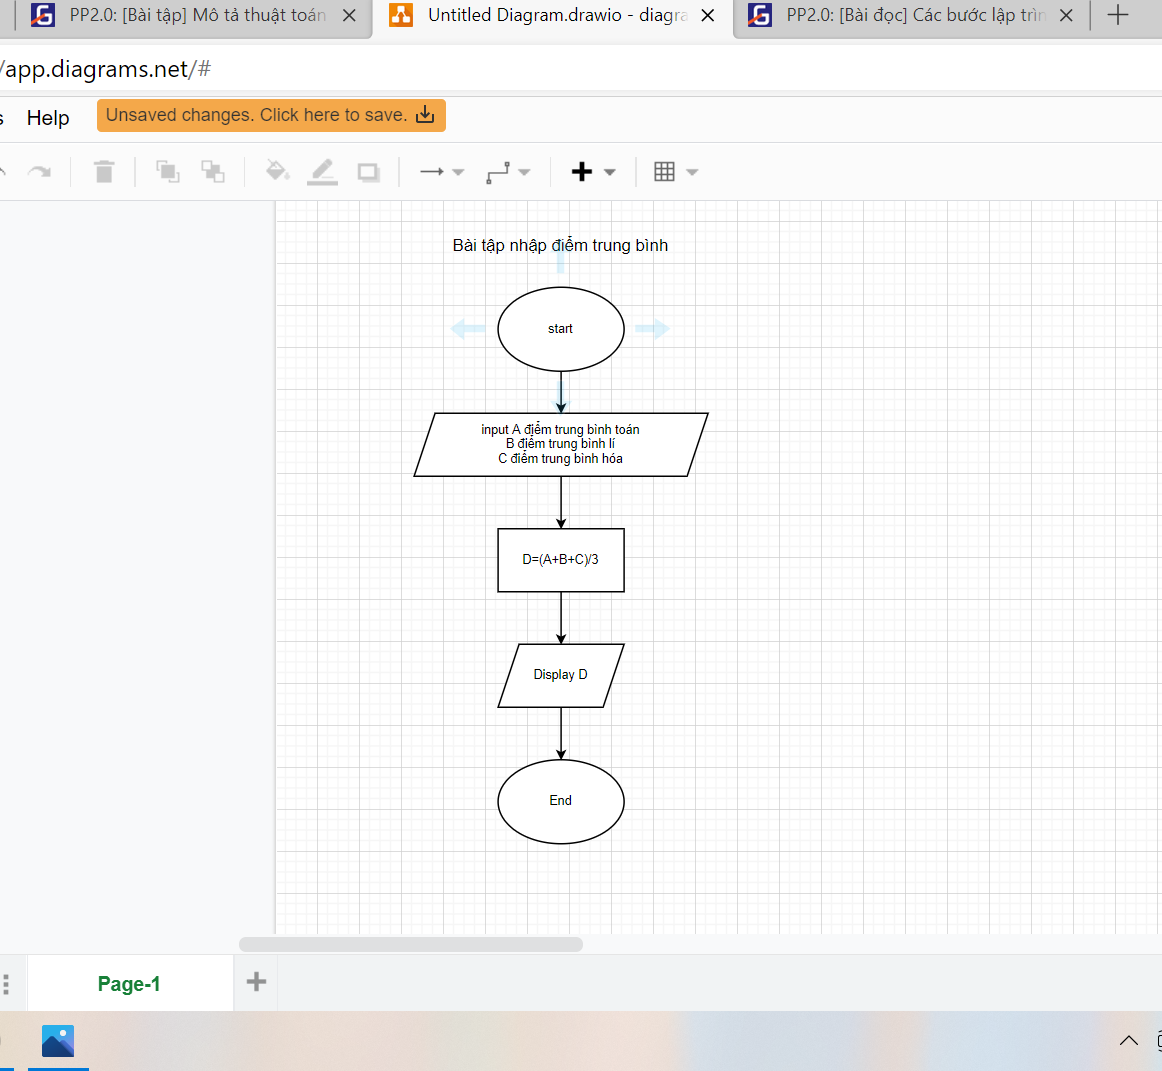 PP2.0: [Bài tập] Mô tả thuật toán
Untitled Diagram.drawio - diagra
PP2.0: [Bài đọc] Các bước lập trìn
/app.diagrams.net/#
s Help Unsaved changes. Click here to save.
Bài tập nhập điểm trung bình
start
input A điểm trung bình toán
B điểm trung bình lí
C điểm trung bình hóa
D=(A+B+C)/3
Display D
End
Page-1